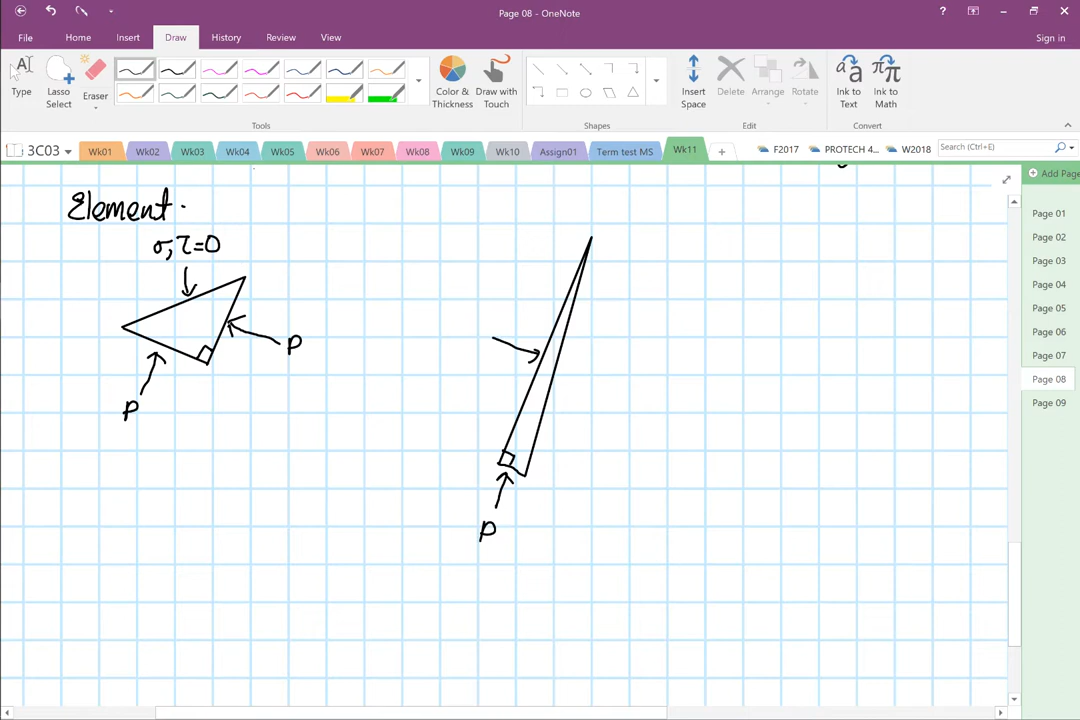 Page 08 - OneNote
?
File
Home
Insert
Draw
History
Review
View
Sign in
Type
Lasso
Select
Eraser
Color &
Thickness
Draw with
Touch
Insert
Space
Delete
Arrange
Rotate
Ink to
Text
Ink to
Math
Tools
Shapes
Edit
Convert
3C03
Wk01
Wk02
Wk03
Wk04
Wk05
Wk06
Wk07
Wk08
Wk09
Wk10
Assign01
Term test MS
Wk11
F2017
PROTECH 4...
W2018
Search (Ctrl+E)
Add Page
Page 01
Page 02
Page 03
Page 04
Page 05
Page 06
Page 07
Page 08
Page 09
Element.
σ, τ=0
P
P
P